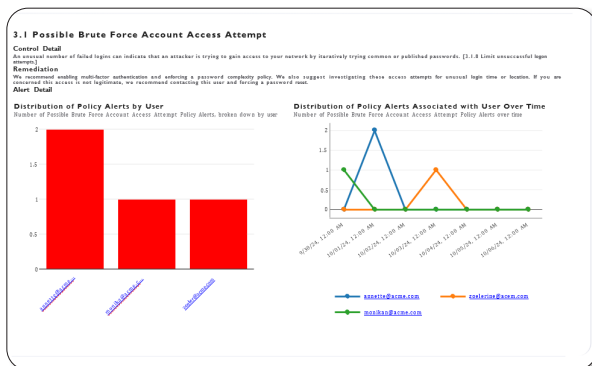 3.1 Possible Brute Force Account Access Attempt
Control Detail
An unusual number of failed logins can indicate that an attacker is trying to gain access to your network by iteratively trying common or published passwords. [3.1.8 Limit unsuccessful logon
attempts.]
Remediation
We recommend enabling multi-factor authentication and enforcing a password complexity policy. We also suggest investigating these access attempts for unusual login time or location. If you are
concerned this access is not legitimate, we recommend contacting this user and forcing a password reset.
Alert Detail
Distribution of Policy Alerts by User
Number of Possible Brute Force Account Access Attempt Policy Alerts, broken down by user
2
1.5
1
0.5
0
annette@acme...
monikan@acme.c...
Distribution of Policy Alerts Associated with User Over Time
Number of Possible Brute Force Account Access Attempt Policy Alerts over time
2
1.5
1
0.5
0
9/30/24, 12:00 AM
10/01/24, 12:00 AM
10/02/24, 12:00 AM
10/03/24, 12:00 AM
10/04/24, 12:00 AM
10/05/24, 12:00 AM
10/06/24, 12:00 AM
annette@acme.com
monikan@acme.com